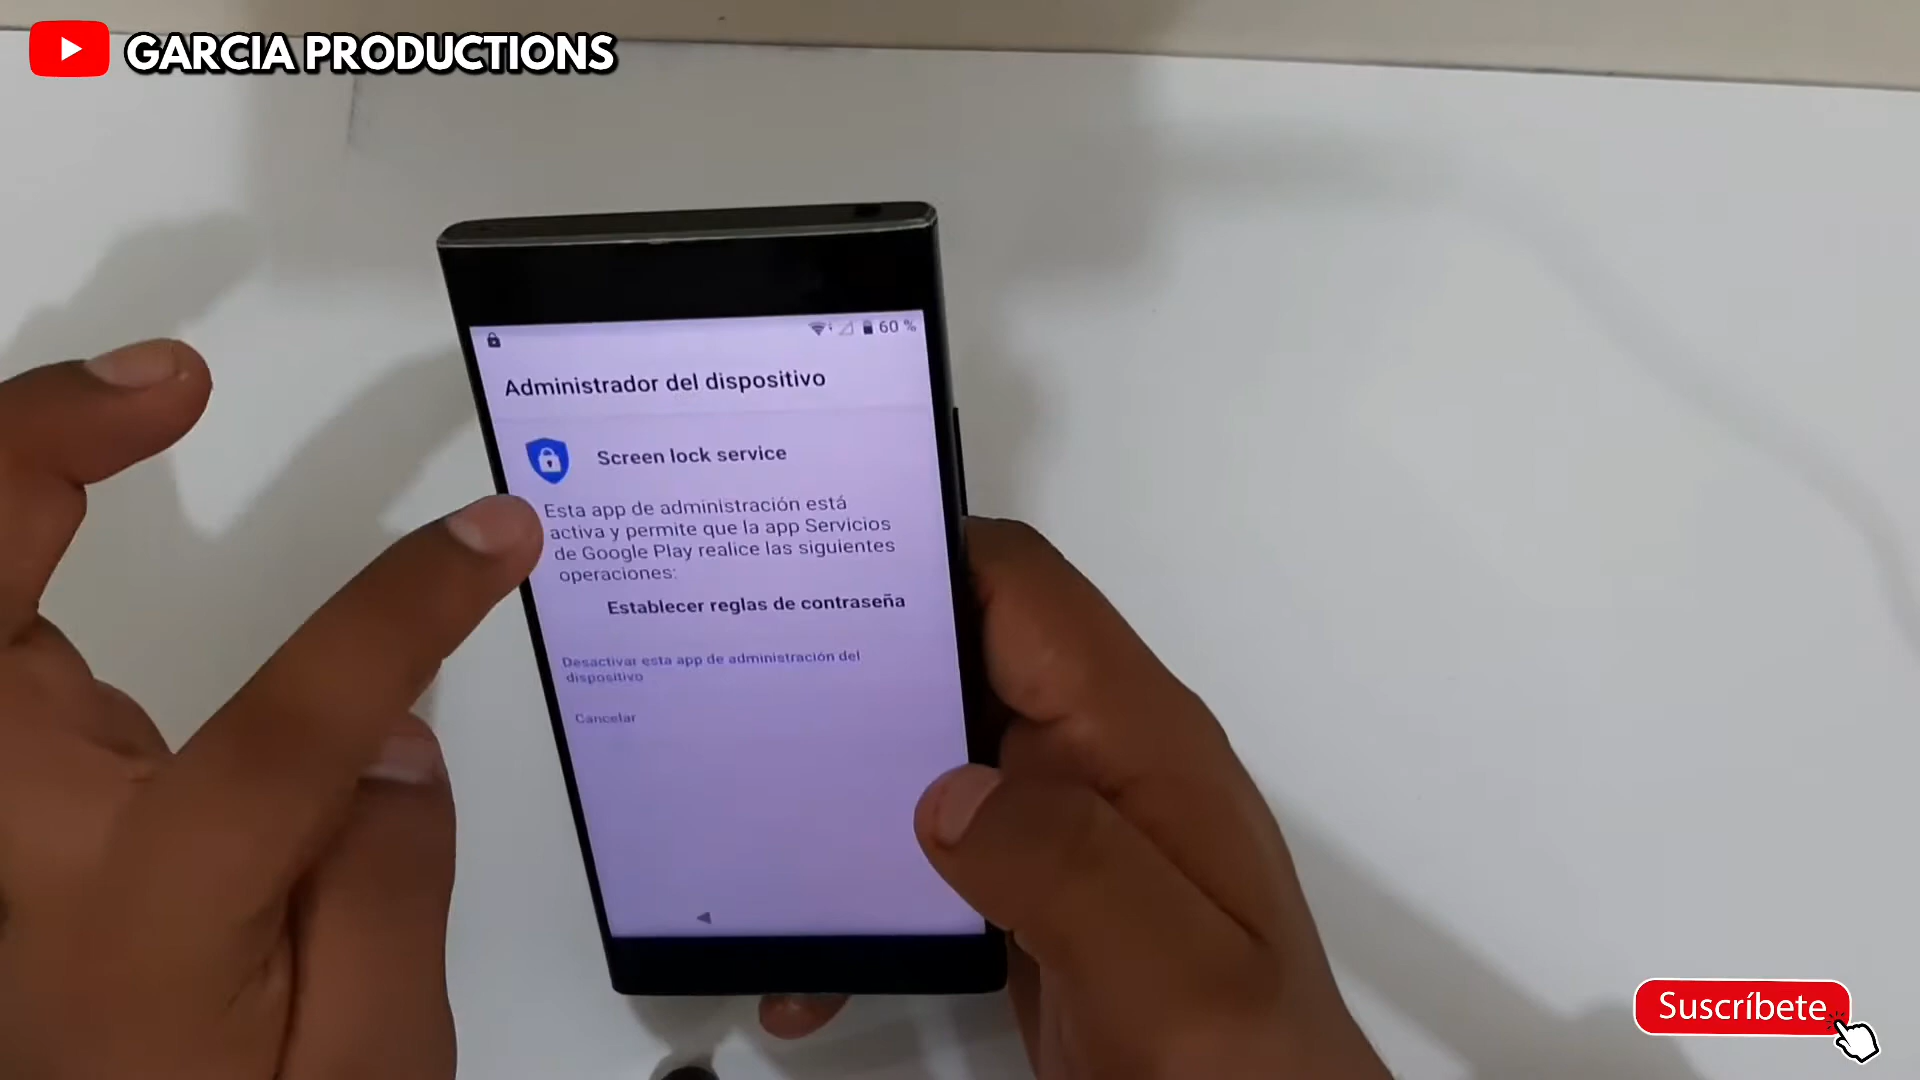 GARCIA PRODUCTIONS
60 %
Administrador del dispositivo
Screen lock service
Esta app de administración está
activa y permite que la app Servicios
de Google Play realice las siguientes
operaciones:
Establecer reglas de contraseña
Desactivar esta app de administración del
dispositivo
Cancelar
Suscríbete